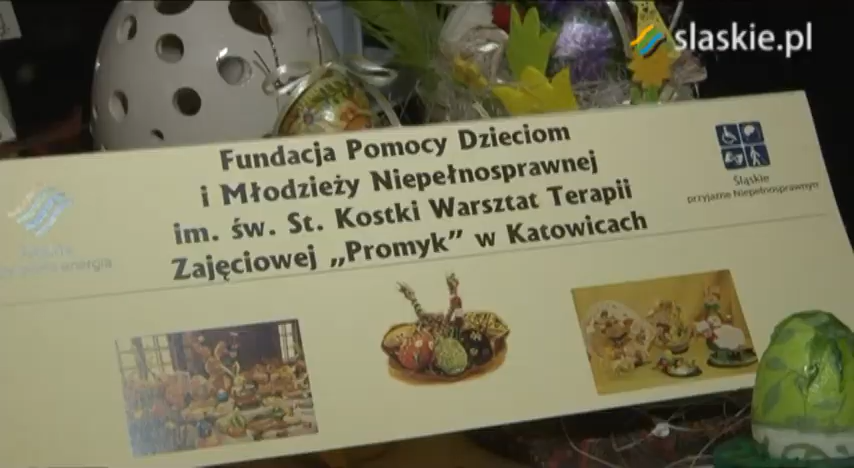 slaskie.pl
Fundacja Pomocy Dzieciom
i Młodzieży Niepełnosprawnej
im. św. St. Kostki Warsztat Terapii
Zajęciowej „Promyk” w Katowicach
Śląskie
przyjazne Niepełnosprawnym
energia